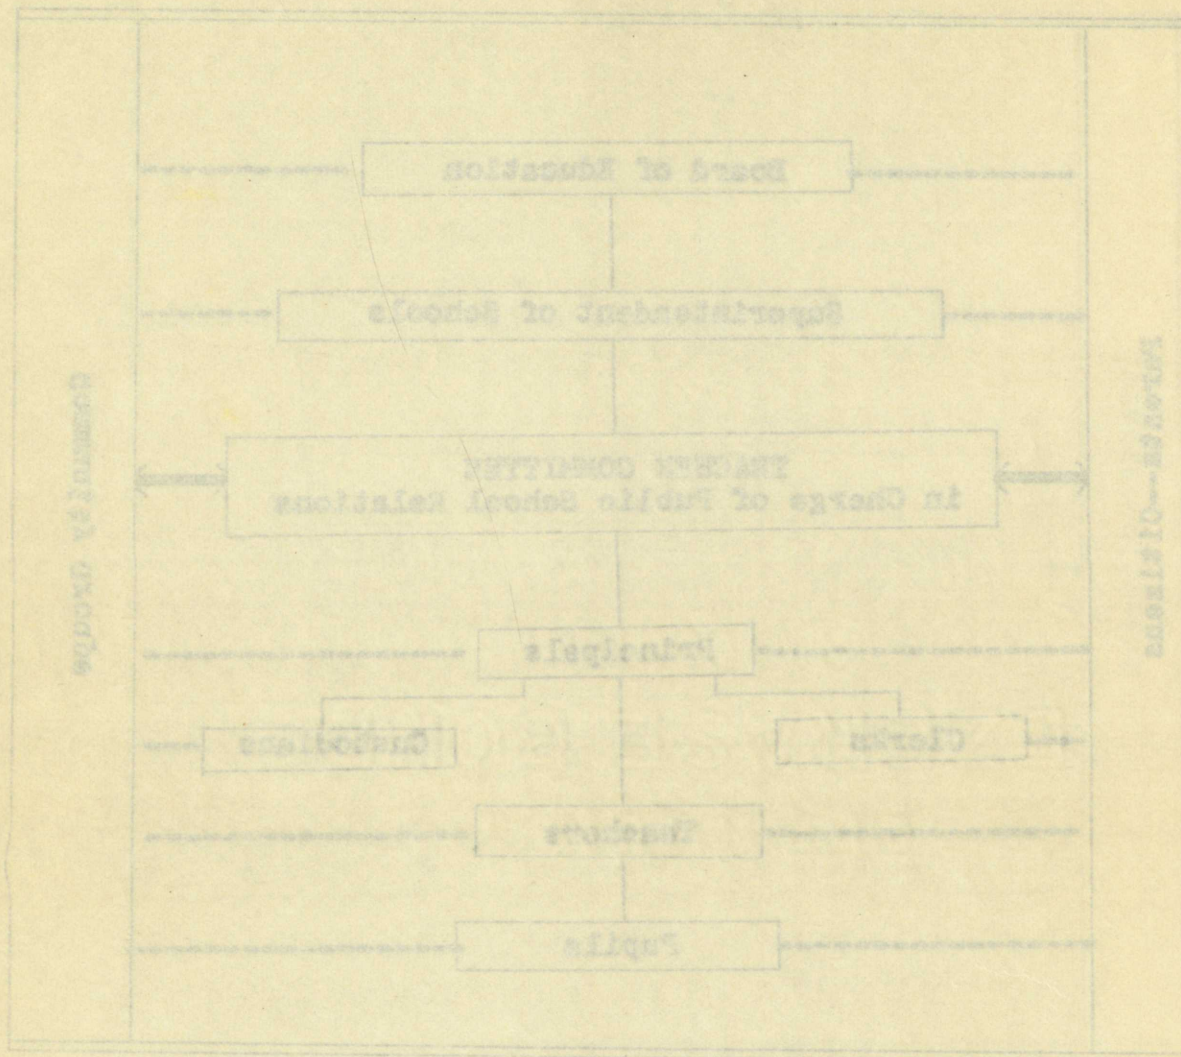 Board of Education
Superintendent of Schools
TEACHER COMMITTEE
in Charge of Public School Relations
Principals
Clerks
Custodians
Teachers
Pupils
Parents--Citizens
Community Groups